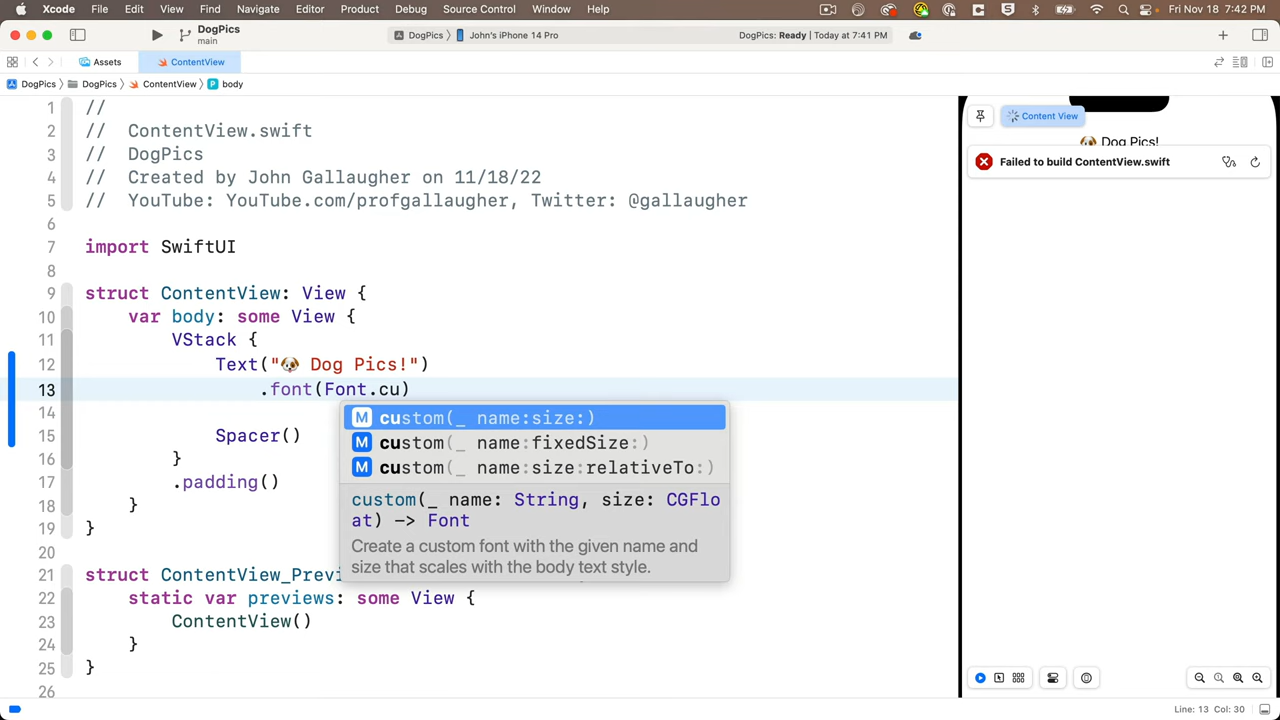 Xcode File Edit View Find Navigate Editor Product Debug Source Control Window Help Fri Nov 18 7:42 PM
DogPics
main
DogPics 〉 John's iPhone 14 Pro
DogPics: Ready | Today at 7:41 PM
Assets
ContentView
DogPics 〉 DogPics 〉 ContentView 〉 P body
1 //
2 // ContentView.swift
3 // DogPics
4 // Created by John Gallaugher on 11/18/22
5 // YouTube: YouTube.com/profgallaugher, Twitter: @gallaugher
6
7 import SwiftUI
8
9 struct ContentView: View {
10 var body: some View {
11 VStack {
12 Text("🐶 Dog Pics!")
13 .font(Font.cu)
14
15 Spacer()
16 }
17 .padding()
18 }
19 }
20
21 struct ContentView_Previ
22 static var previews: some View {
23 ContentView()
24 }
25 }
26
M custom(_ name:size:)
M custom(_ name:fixedSize:)
M custom(_ name:size:relativeTo:)
custom(_ name: String, size: CGFlo
at) -> Font
Create a custom font with the given name and
size that scales with the body text style.
Content View
🐶 Dog Pics!
Failed to build ContentView.swift
Line: 13 Col: 30